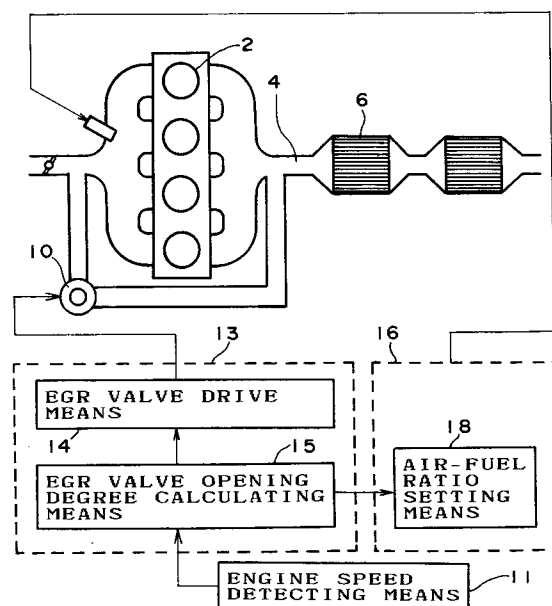 2
4
6
10
13
16
EGR VALVE DRIVE
MEANS
14
15
EGR VALVE OPENING
DEGREE CALCULATING
MEANS
18
AIR-FUEL
RATIO
SETTING
MEANS
ENGINE SPEED
DETECTING MEANS
11